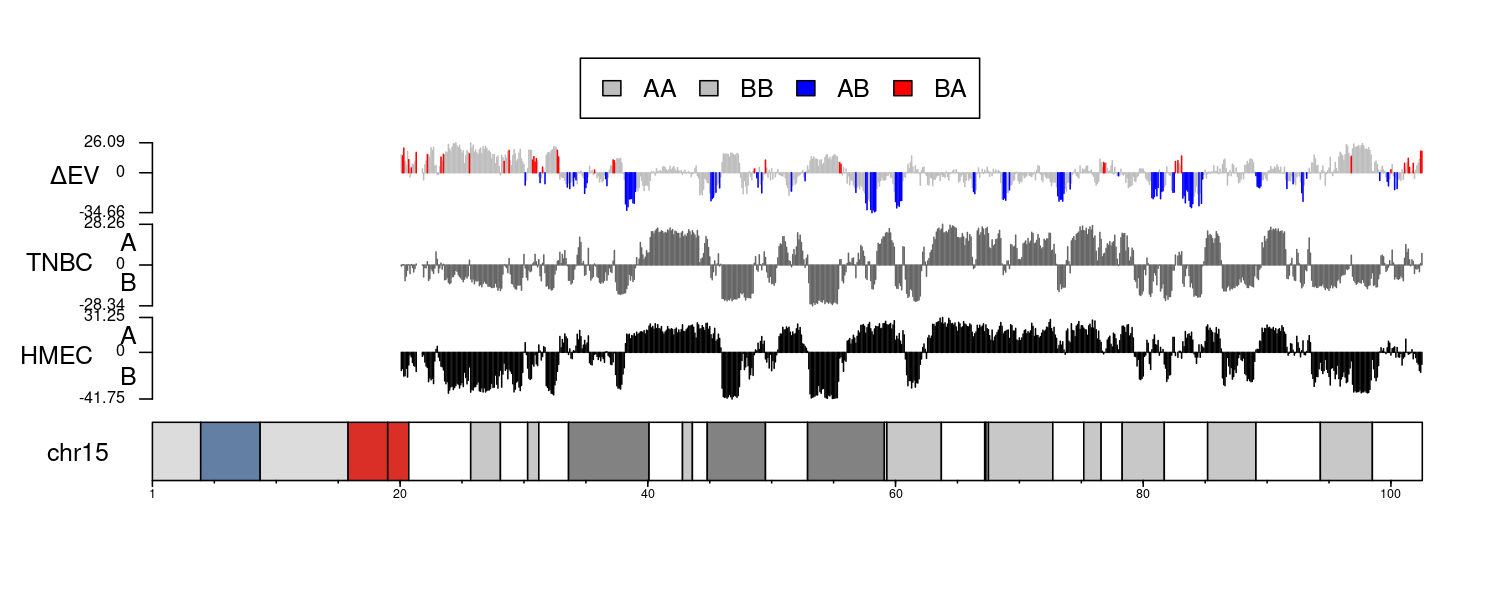 AA BB AB BA
26.09
ΔEV 0
-34.66
28.26
A
TNBC 0
B
-28.34
31.25
A
HMEC 0
B
-41.75
chr15
1 20 40 60 80 100